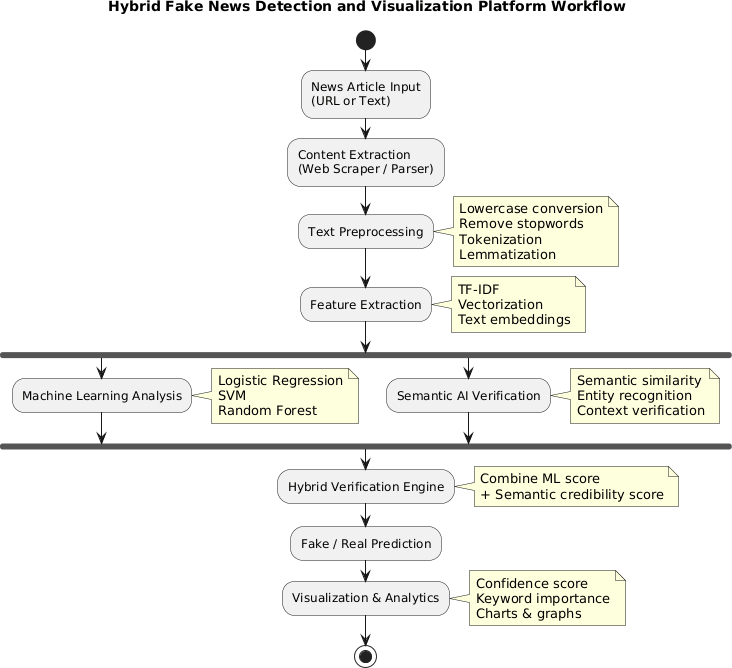 Hybrid Fake News Detection and Visualization Platform Workflow
News Article Input
(URL or Text)
Content Extraction
(Web Scraper / Parser)
Text Preprocessing
Lowercase conversion
Remove stopwords
Tokenization
Lemmatization
Feature Extraction
TF-IDF
Vectorization
Text embeddings
Machine Learning Analysis
Logistic Regression
SVM
Random Forest
Semantic AI Verification
Semantic similarity
Entity recognition
Context verification
Hybrid Verification Engine
Combine ML score
+ Semantic credibility score
Fake / Real Prediction
Visualization & Analytics
Confidence score
Keyword importance
Charts & graphs